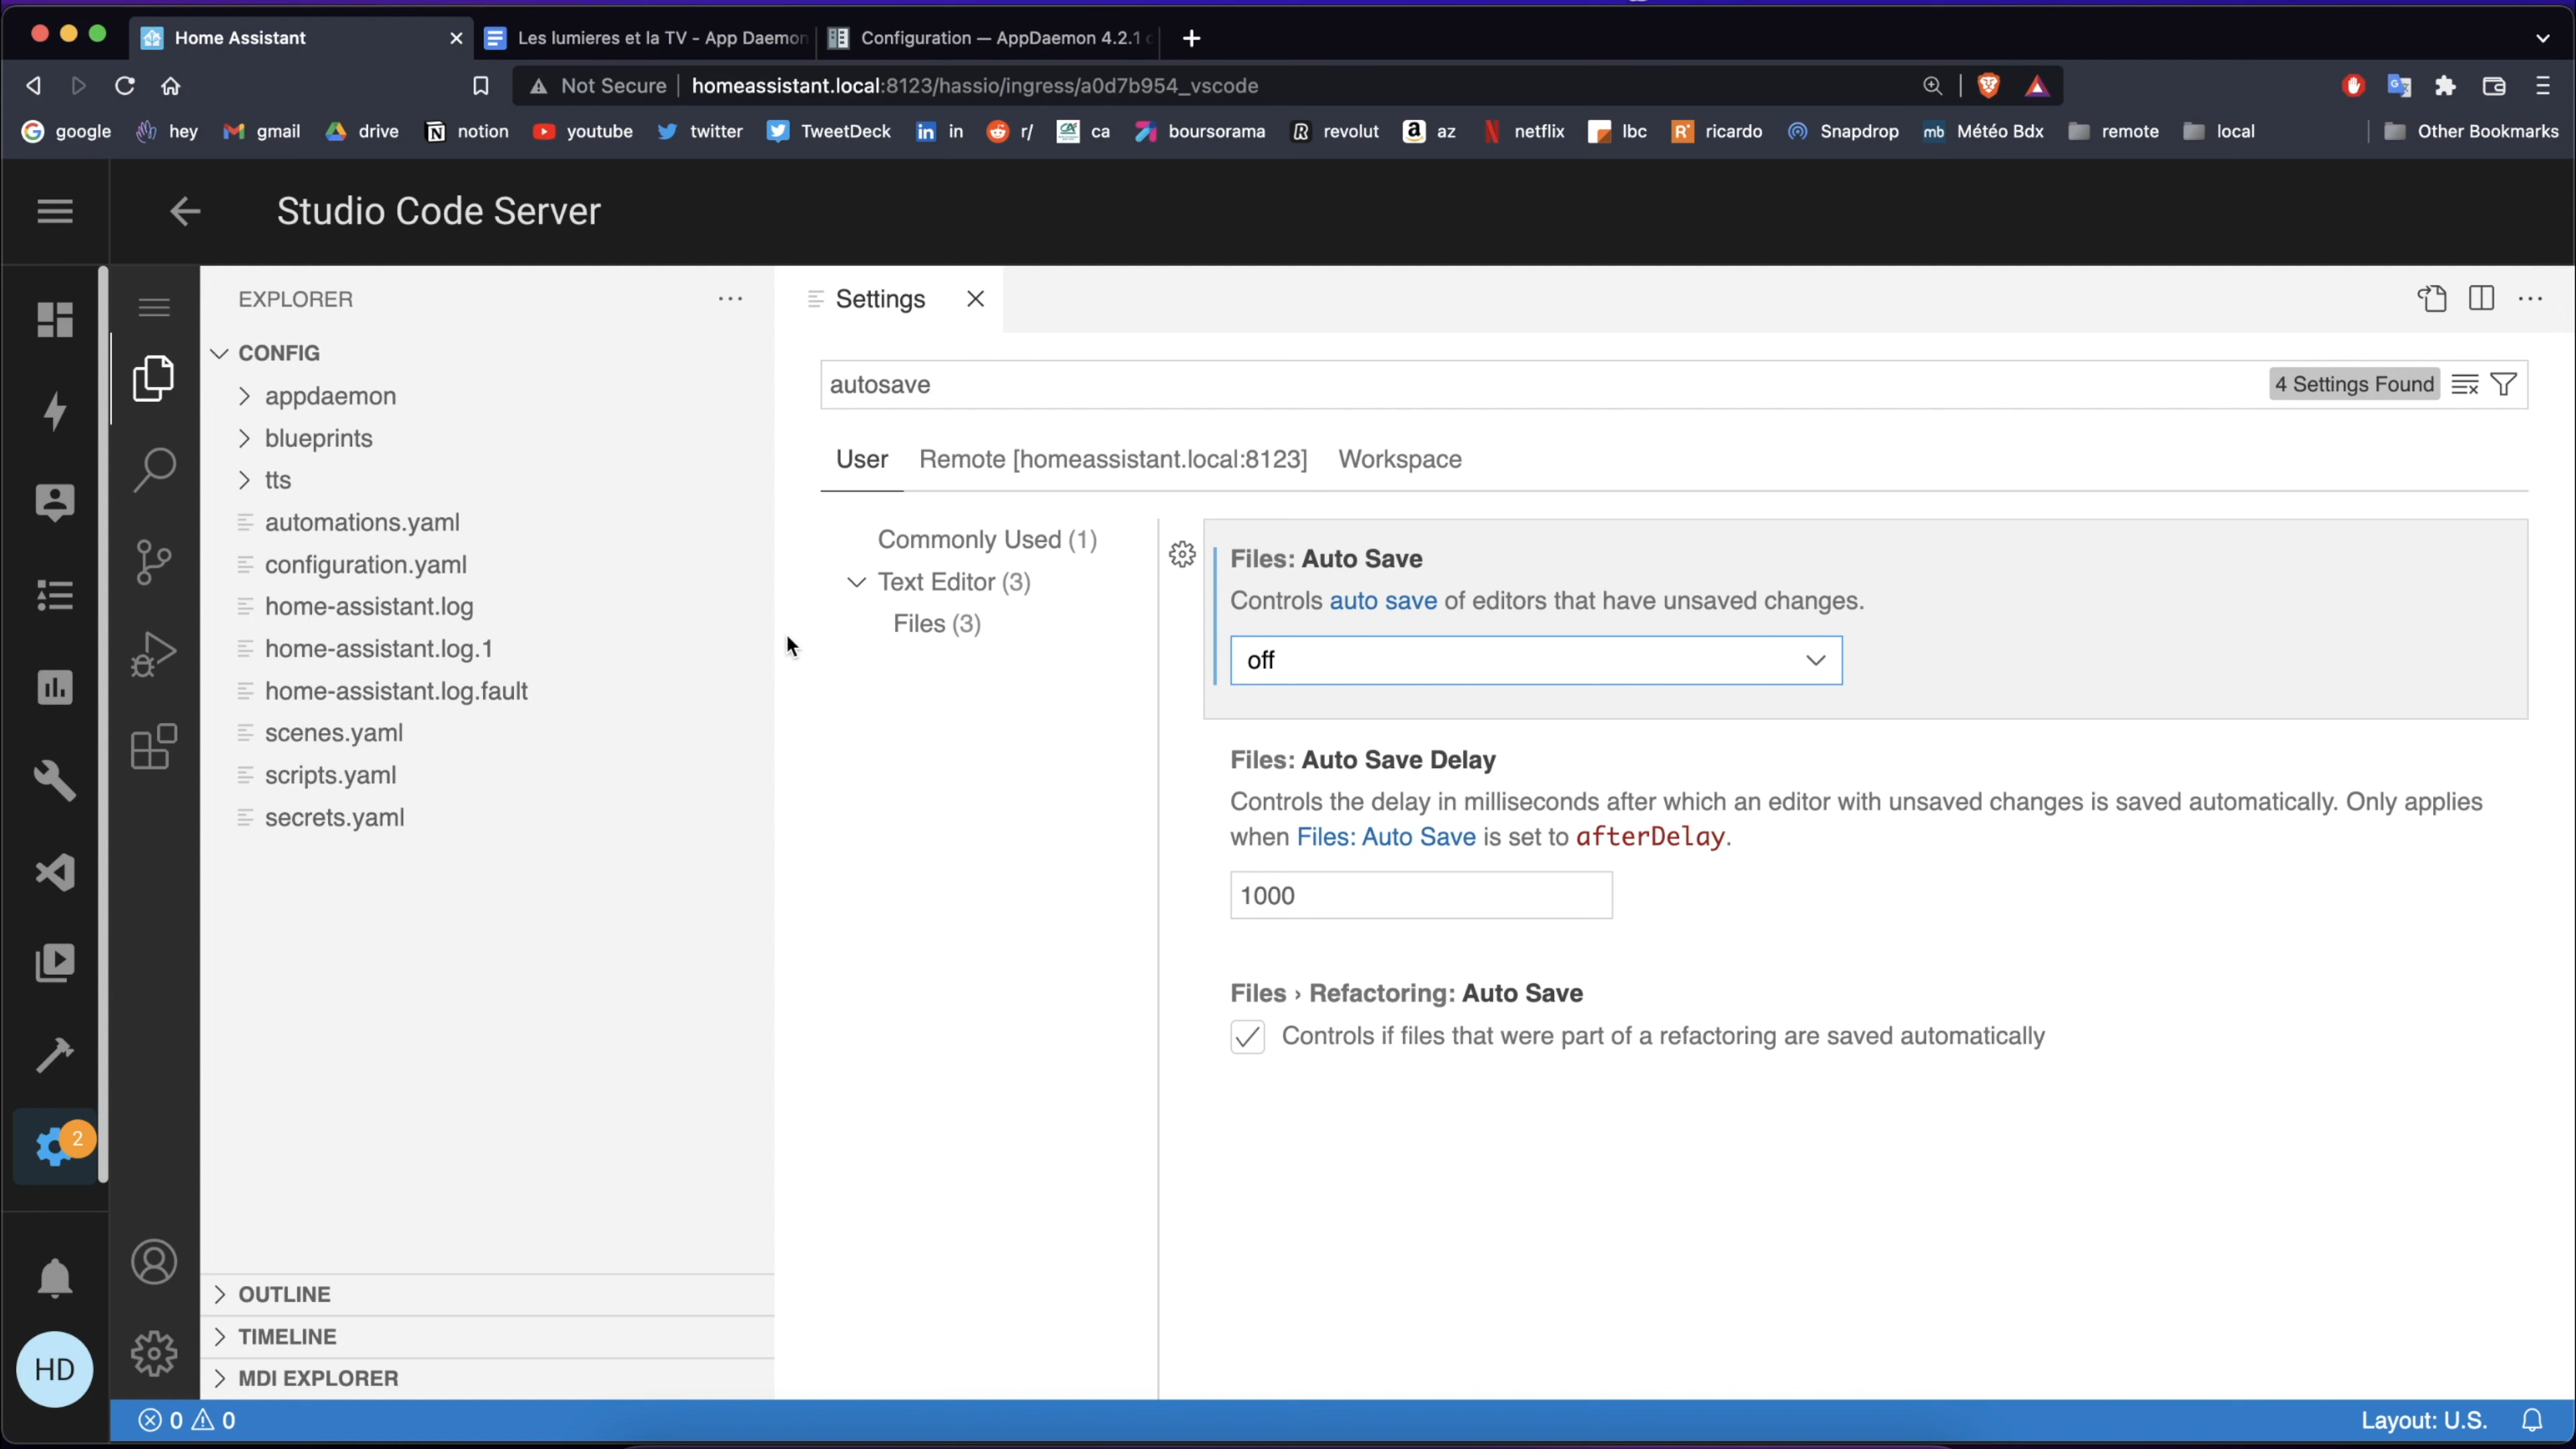 Home Assistant
Les lumieres et la TV - App Daemon
Configuration — AppDaemon 4.2.1
Not Secure homeassistant.local:8123/hassio/ingress/a0d7b954_vscode
google hey gmail drive notion youtube twitter TweetDeck in r/ ca boursorama revolut az netflix lbc ricardo Snapdrop Météo Bdx remote local Other Bookmarks
Studio Code Server
EXPLORER
CONFIG
appdaemon
blueprints
tts
automations.yaml
configuration.yaml
home-assistant.log
home-assistant.log.1
home-assistant.log.fault
scenes.yaml
scripts.yaml
secrets.yaml
OUTLINE
TIMELINE
MDI EXPLORER
2
HD
Settings
autosave
4 Settings Found
User Remote [homeassistant.local:8123] Workspace
Commonly Used (1)
Text Editor (3)
Files (3)
Files: Auto Save
Controls auto save of editors that have unsaved changes.
off
Files: Auto Save Delay
Controls the delay in milliseconds after which an editor with unsaved changes is saved automatically. Only applies
when Files: Auto Save is set to afterDelay.
1000
Files › Refactoring: Auto Save
Controls if files that were part of a refactoring are saved automatically
0 0
Layout: U.S.